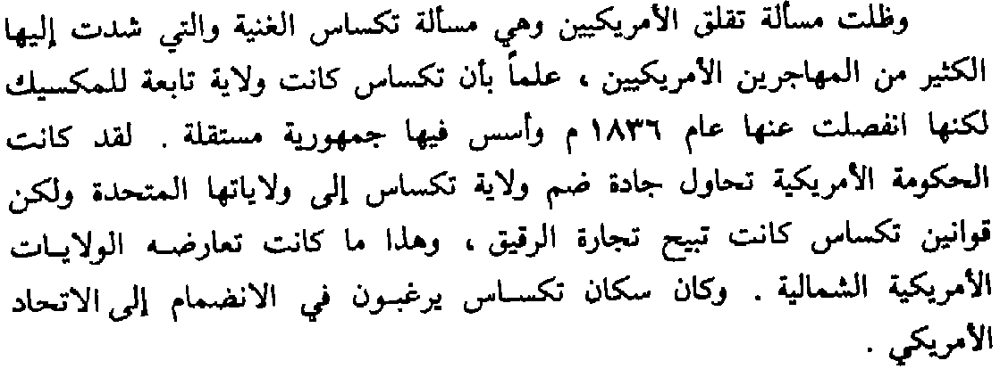 وظلت مسألة تقلق الأمريكيين وهي مسألة تكساس الغنية والتي شدت إليها
الكثير من المهاجرين الأمريكيين ، علماً بأن تكساس كانت ولاية تابعة للمكسيك
لكنها انفصلت عنها عام ١٨٣٦ م وأسس فيها جمهورية مستقلة . لقد كانت
الحكومة الأمريكية تحاول جادة ضم ولاية تكساس إلى ولاياتها المتحدة ولكن
قوانين تكساس كانت تبيح تجارة الرقيق ، وهذا ما كانت تعارضه الولايات
الأمريكية الشمالية . وكان سكان تكساس يرغبون في الانضمام إلى الاتحاد
الأمريكي .